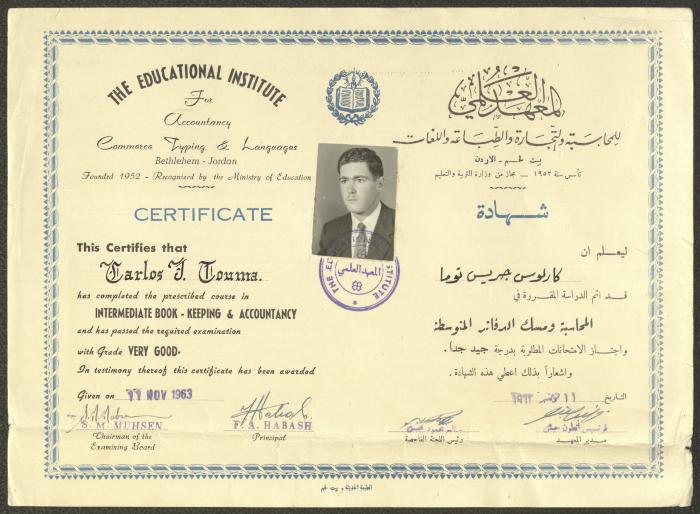 THE EDUCATIONAL INSTITUTE
For
Accountancy
Commerce Typing & Languages
Bethlehem - Jordan
Founded 1952 - Recognized by the Ministry of Education
CERTIFICATE
This Certifies that
Carlos J. Touma.
has completed the prescribed course in
INTERMEDIATE BOOK - KEEPING & ACCOUNTANCY
and has passed the required examination
with Grade VERY GOOD.
In testimony thereof this certificate has been awarded
Given on 11 NOV 1963
S. M. MUHSEN.
Chairman of the
Examining Board
F. A. HABASH
Principal
المعهد العلمي
للمحاسبة والتجارة والطباعة واللغات
بيت لحم - الاردن
تأسس سنة ١٩٥٢ - مجاز من وزارة التربية والتعليم
شهادة
ليعلم ان
كارلوس جريس توما
قد اتم الدراسة المقررة في
المحاسبة ومسك الدفاتر المتوسطة
واجتاز الامتحانات المطلوبة بدرجة جيد جداً.
واشعاراً بذلك اعطي هذه الشهادة.
التاريخ
رئيس اللجنة الفاحصة
مدير المعهد
المعهد العلمي
INSTITUTE
المطبعة الحديثة بيت لحم